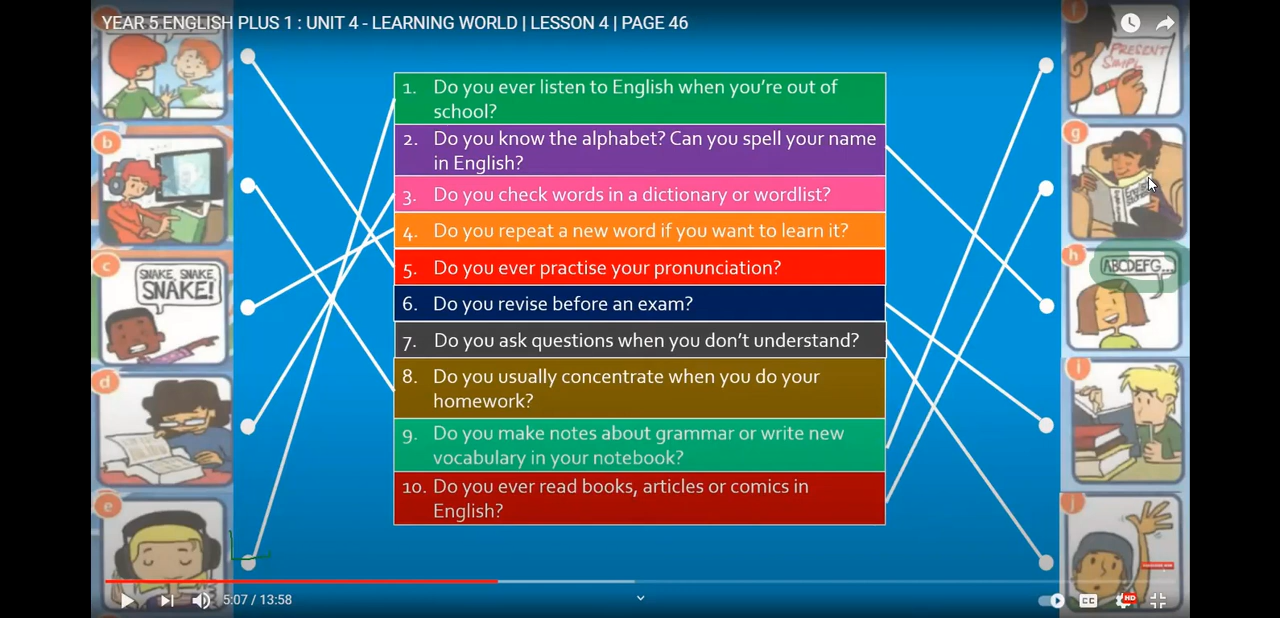 YEAR 5 ENGLISH PLUS 1 : UNIT 4 - LEARNING WORLD | LESSON 4 | PAGE 46
f
PRESENT
SIMPL
b
g
c
SNAKE, SNAKE,
SNAKE!
h
ABCDEFG...
d
i
e
j
1. Do you ever listen to English when you're out of
school?
2. Do you know the alphabet? Can you spell your name
in English?
3. Do you check words in a dictionary or wordlist?
4. Do you repeat a new word if you want to learn it?
5. Do you ever practise your pronunciation?
6. Do you revise before an exam?
7. Do you ask questions when you don't understand?
8. Do you usually concentrate when you do your
homework?
9. Do you make notes about grammar or write new
vocabulary in your notebook?
10. Do you ever read books, articles or comics in
English?
5:07 / 13:58
CC
HD